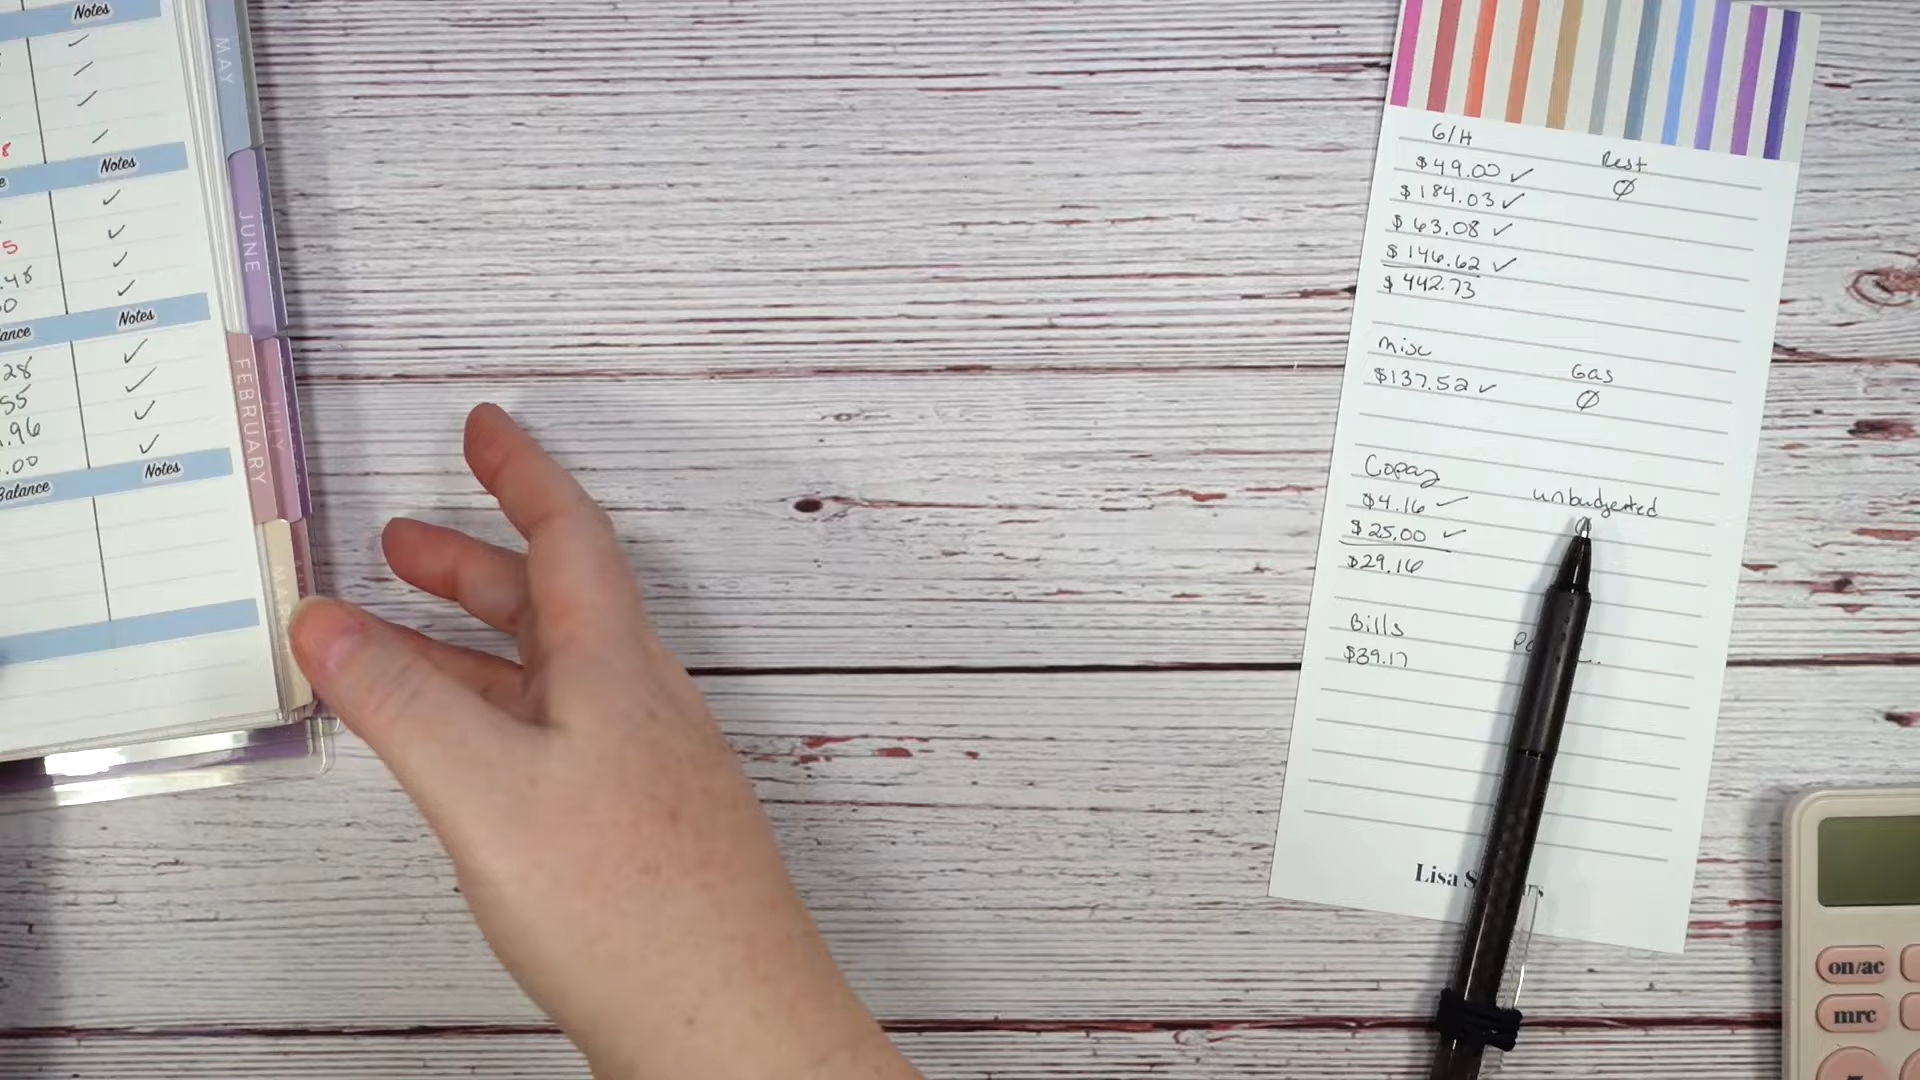 Notes
Notes
48
Notes
28
55
.96
.00
Balance
Notes
MAY
JUNE
FEBRUARY
JULY
G/H
Rest
$49.00 ✓
Ø
$184.03 ✓
$63.08 ✓
$146.62 ✓
$442.73
misc
Gas
$137.52 ✓
Ø
Copay
unbudgeted
$4.16 ✓
$25.00 ✓
$29.16
Bills
$39.17
Lisa
on/ac
mrc